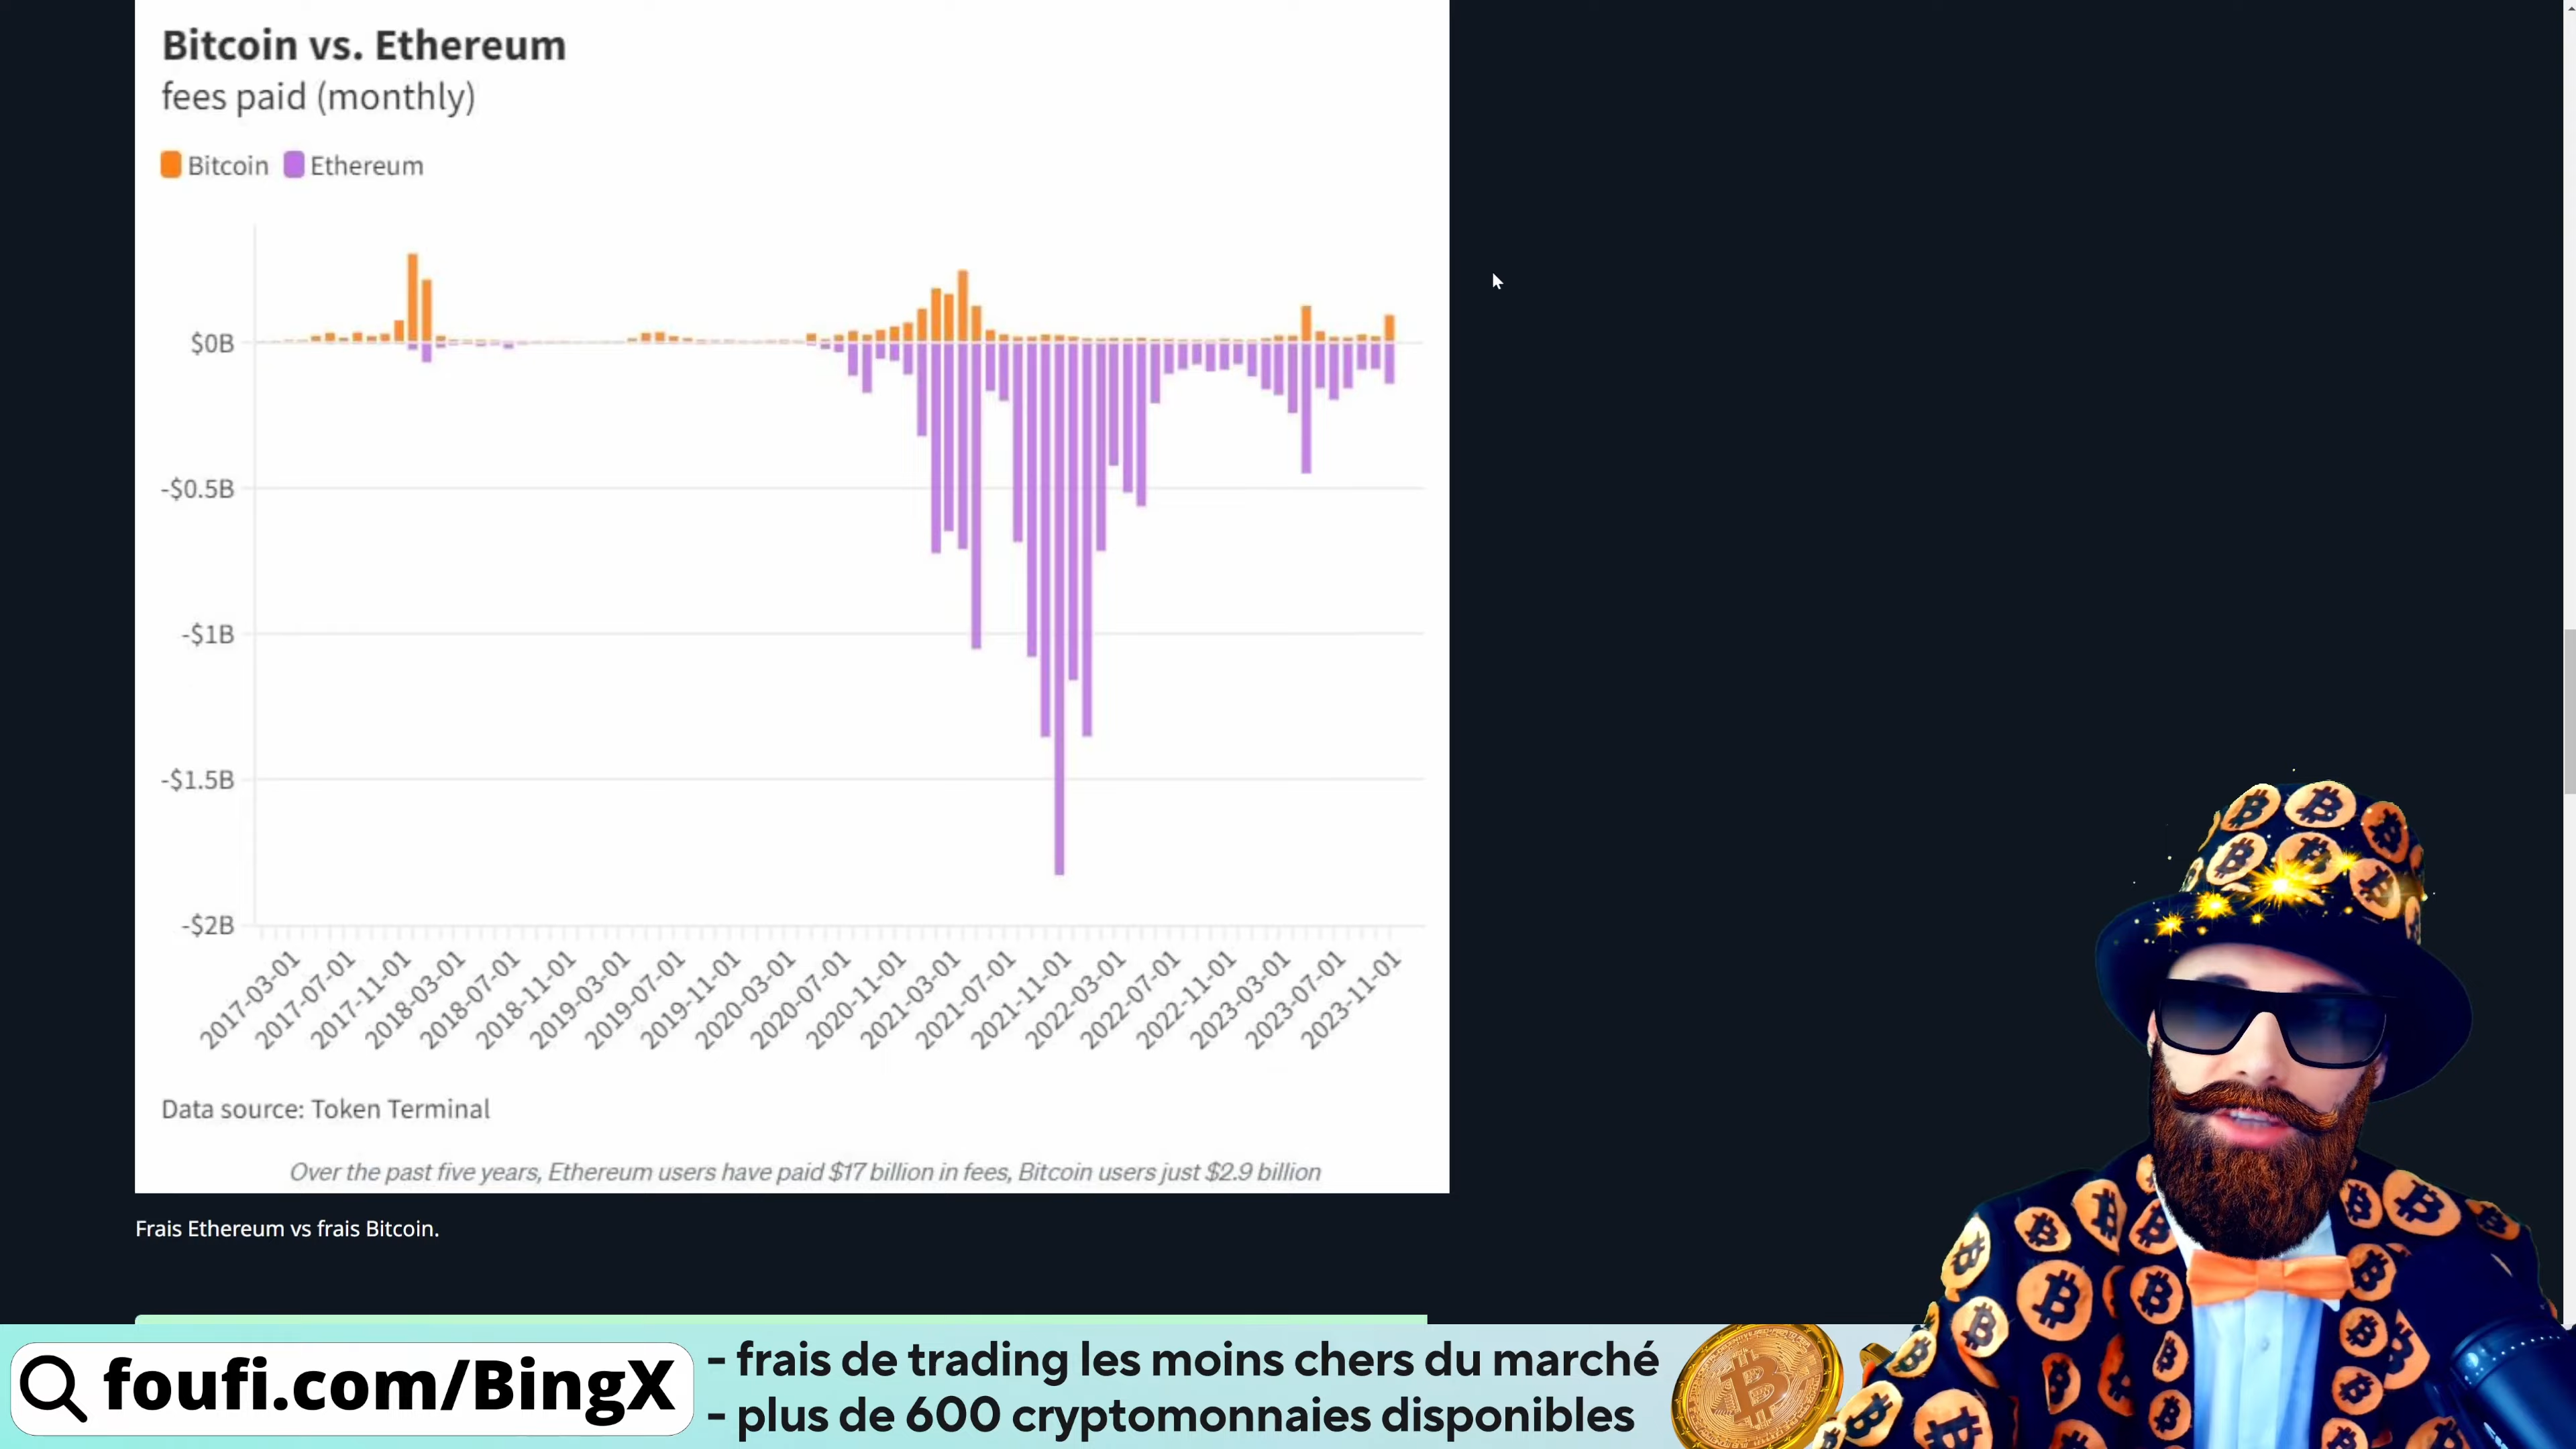 Bitcoin vs. Ethereum
fees paid (monthly)
Bitcoin Ethereum
$0B
-$0.5B
-$1B
-$1.5B
-$2B
2017-03-01
2017-07-01
2017-11-01
2018-03-01
2018-07-01
2018-11-01
2019-03-01
2019-07-01
2019-11-01
2020-03-01
2020-07-01
2020-11-01
2021-03-01
2021-07-01
2021-11-01
2022-03-01
2022-07-01
2022-11-01
2023-03-01
2023-07-01
2023-11-01
Data source: Token Terminal
Over the past five years, Ethereum users have paid $17 billion in fees, Bitcoin users just $2.9 billion
Frais Ethereum vs frais Bitcoin.
foufi.com/BingX
- frais de trading les moins chers du marché
- plus de 600 cryptomonnaies disponibles